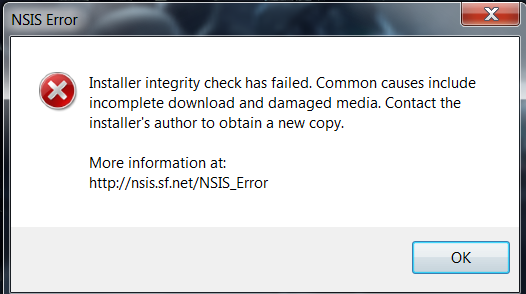 NSIS Error
Installer integrity check has failed. Common causes include
incomplete download and damaged media. Contact the
installer's author to obtain a new copy.
More information at:
http://nsis.sf.net/NSIS_Error
OK